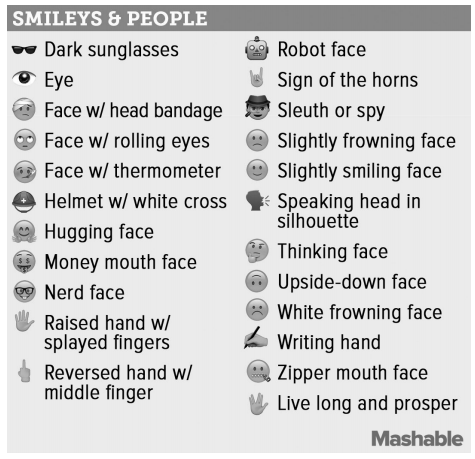 SMILEYS & PEOPLE
Dark sunglasses
Eye
Face w/ head bandage
Face w/ rolling eyes
Face w/ thermometer
Helmet w/ white cross
Hugging face
Money mouth face
Nerd face
Raised hand w/
splayed fingers
Reversed hand w/
middle finger
Robot face
Sign of the horns
Sleuth or spy
Slightly frowning face
Slightly smiling face
Speaking head in
silhouette
Thinking face
Upside-down face
White frowning face
Writing hand
Zipper mouth face
Live long and prosper
Mashable